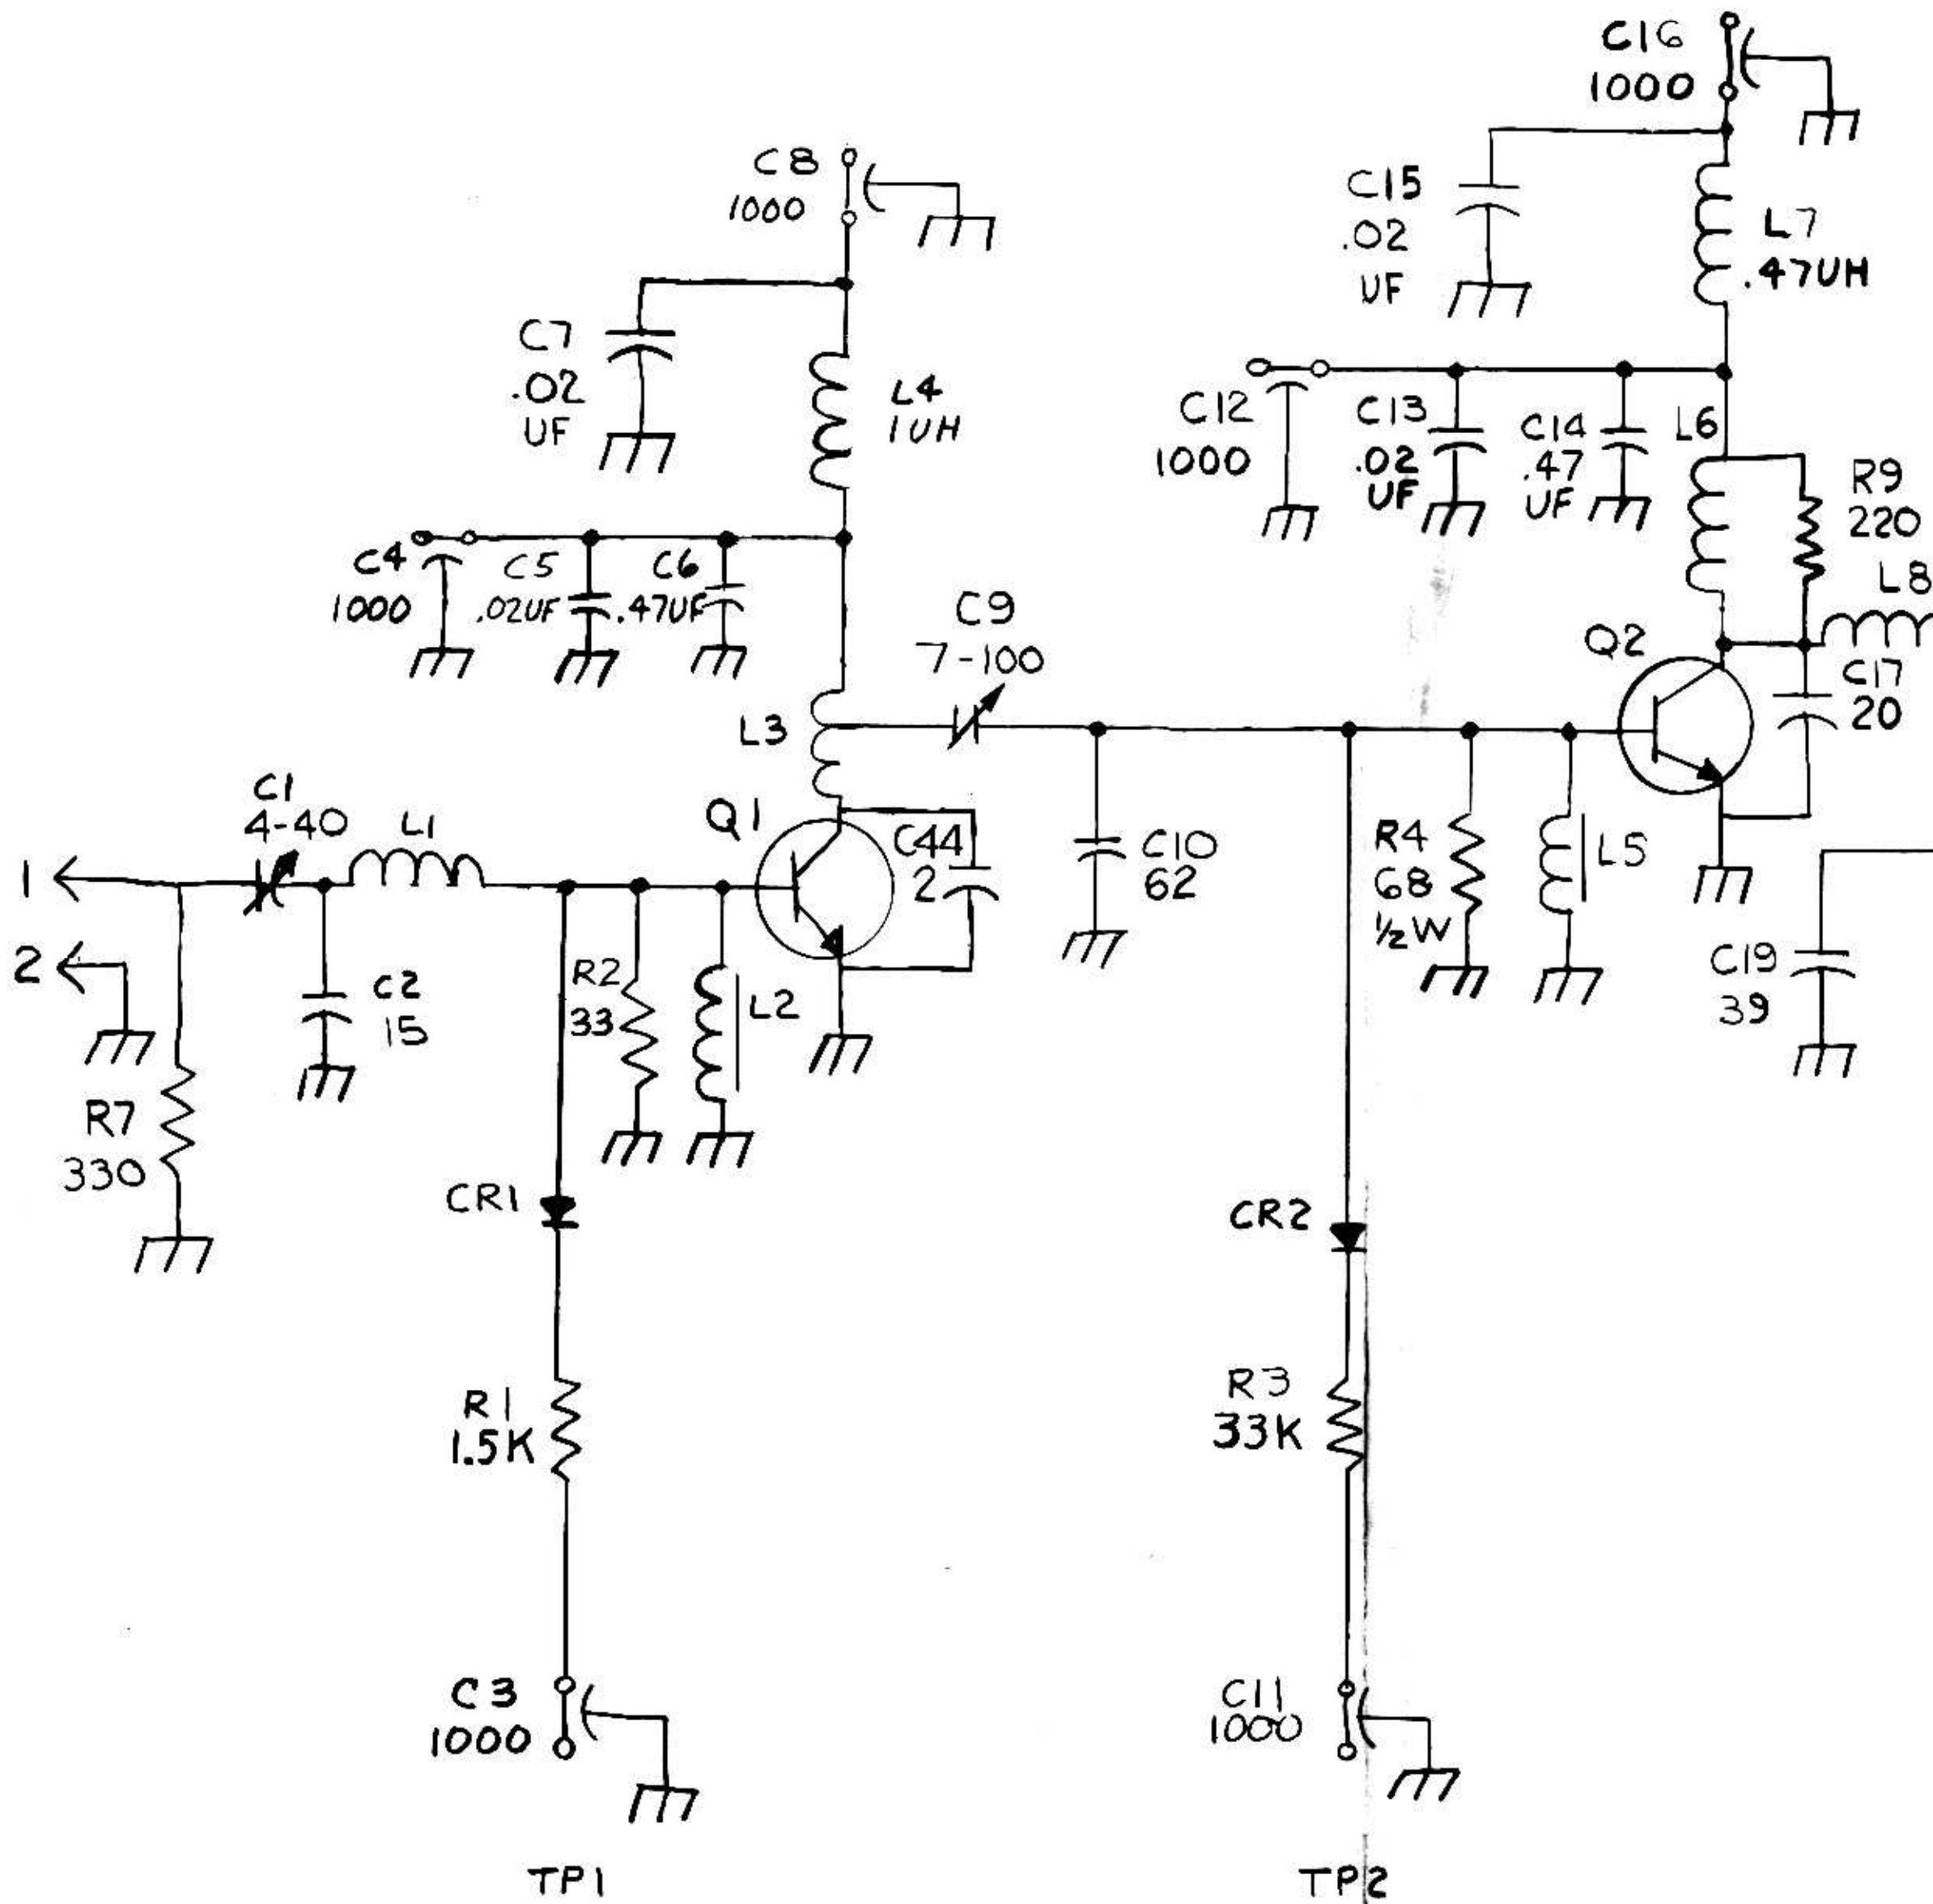 C16
1000
C8
1000
C15
.02
UF
L7
.47UH
C7
.02
UF
L4
1UH
C12
1000
C13
.02
UF
C14
.47
UF
L6
R9
220
L8
C4
1000
C5
.02UF
C6
.47UF
C9
7-100
Q2
C17
20
L3
C1
4-40
L1
Q1
C44
2
C10
62
R4
68
½W
L5
1
2
C2
15
R2
33
L2
C19
39
R7
330
CR1
CR2
R1
1.5K
R3
33K
C3
1000
C11
1000
TP1
TP2